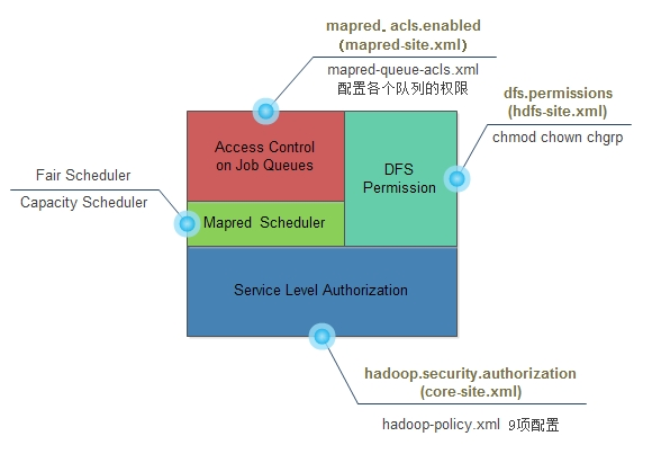 mapred. acls.enabled
(mapred-site.xml)
mapred-queue-acls.xml
配置各个队列的权限
dfs.permissions
(hdfs-site.xml)
chmod chown chgrp
Access Control
on Job Queues
DFS
Permission
Fair Scheduler
Capacity Scheduler
Mapred Scheduler
Service Level Authorization
hadoop.security.authorization
(core-site.xml)
hadoop-policy.xml 9项配置